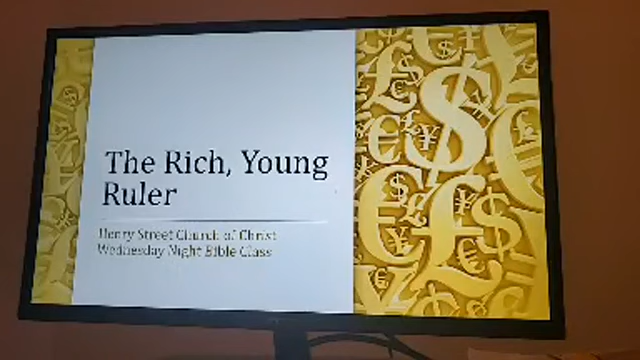 The Rich, Young
Ruler
Henry Street Church of Christ
Wednesday Night Bible Class